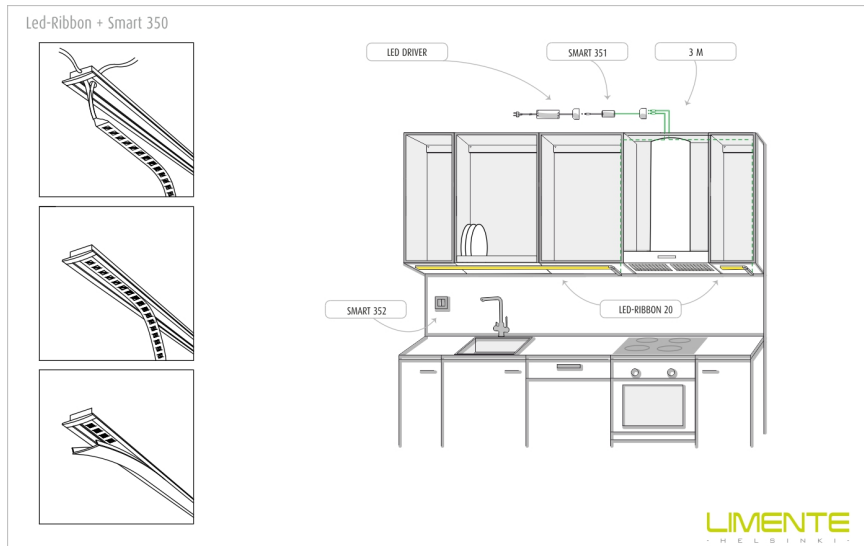 Led-Ribbon + Smart 350
LED DRIVER
SMART 351
3 M
SMART 352
LED-RIBBON 20
LIMENTE
- HELSINKI -